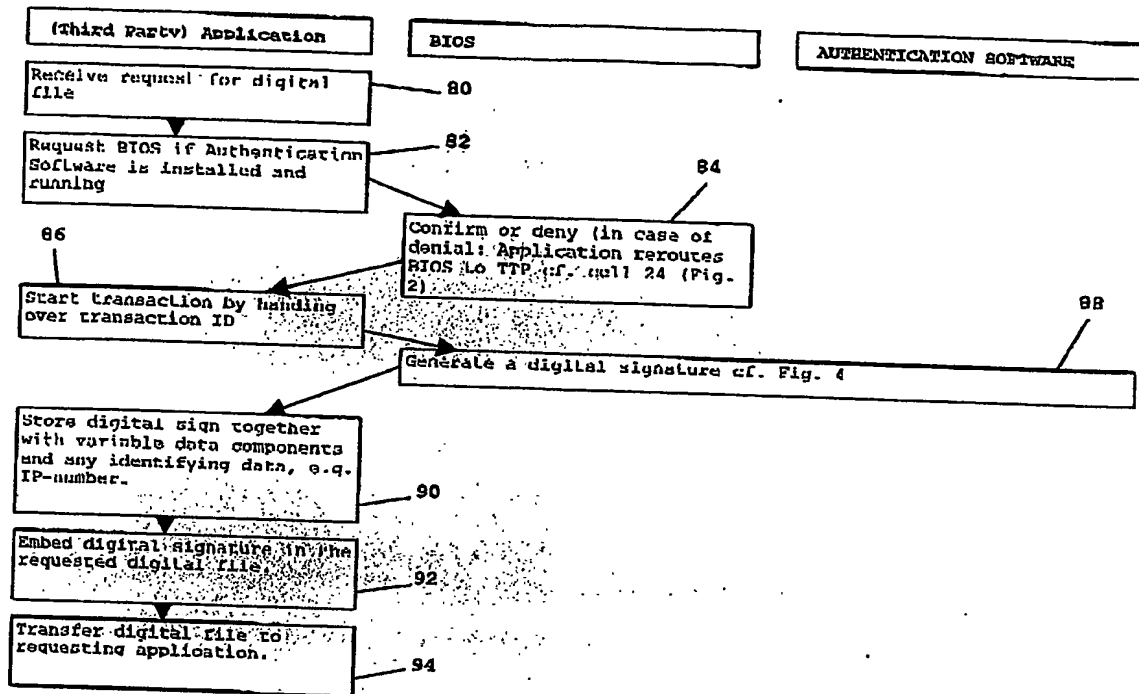 (Third Party) Application
BIOS
AUTHENTICATION SOFTWARE
Receive request for digital
file
80
Request BIOS if Authentication
Software is installed and
running
82
84
Confirm or deny (in case of
denial: Application reroutes
BIOS to TTP cf. cell 24 (Fig.
2)
86
Start transaction by handing
over transaction ID
88
Generate a digital signature cf. Fig. 4
Store digital sign together
with variable data components
and any identifying data, e.g.
IP-number.
90
Embed digital signature in the
requested digital file.
92
Transfer digital file to
requesting application.
94